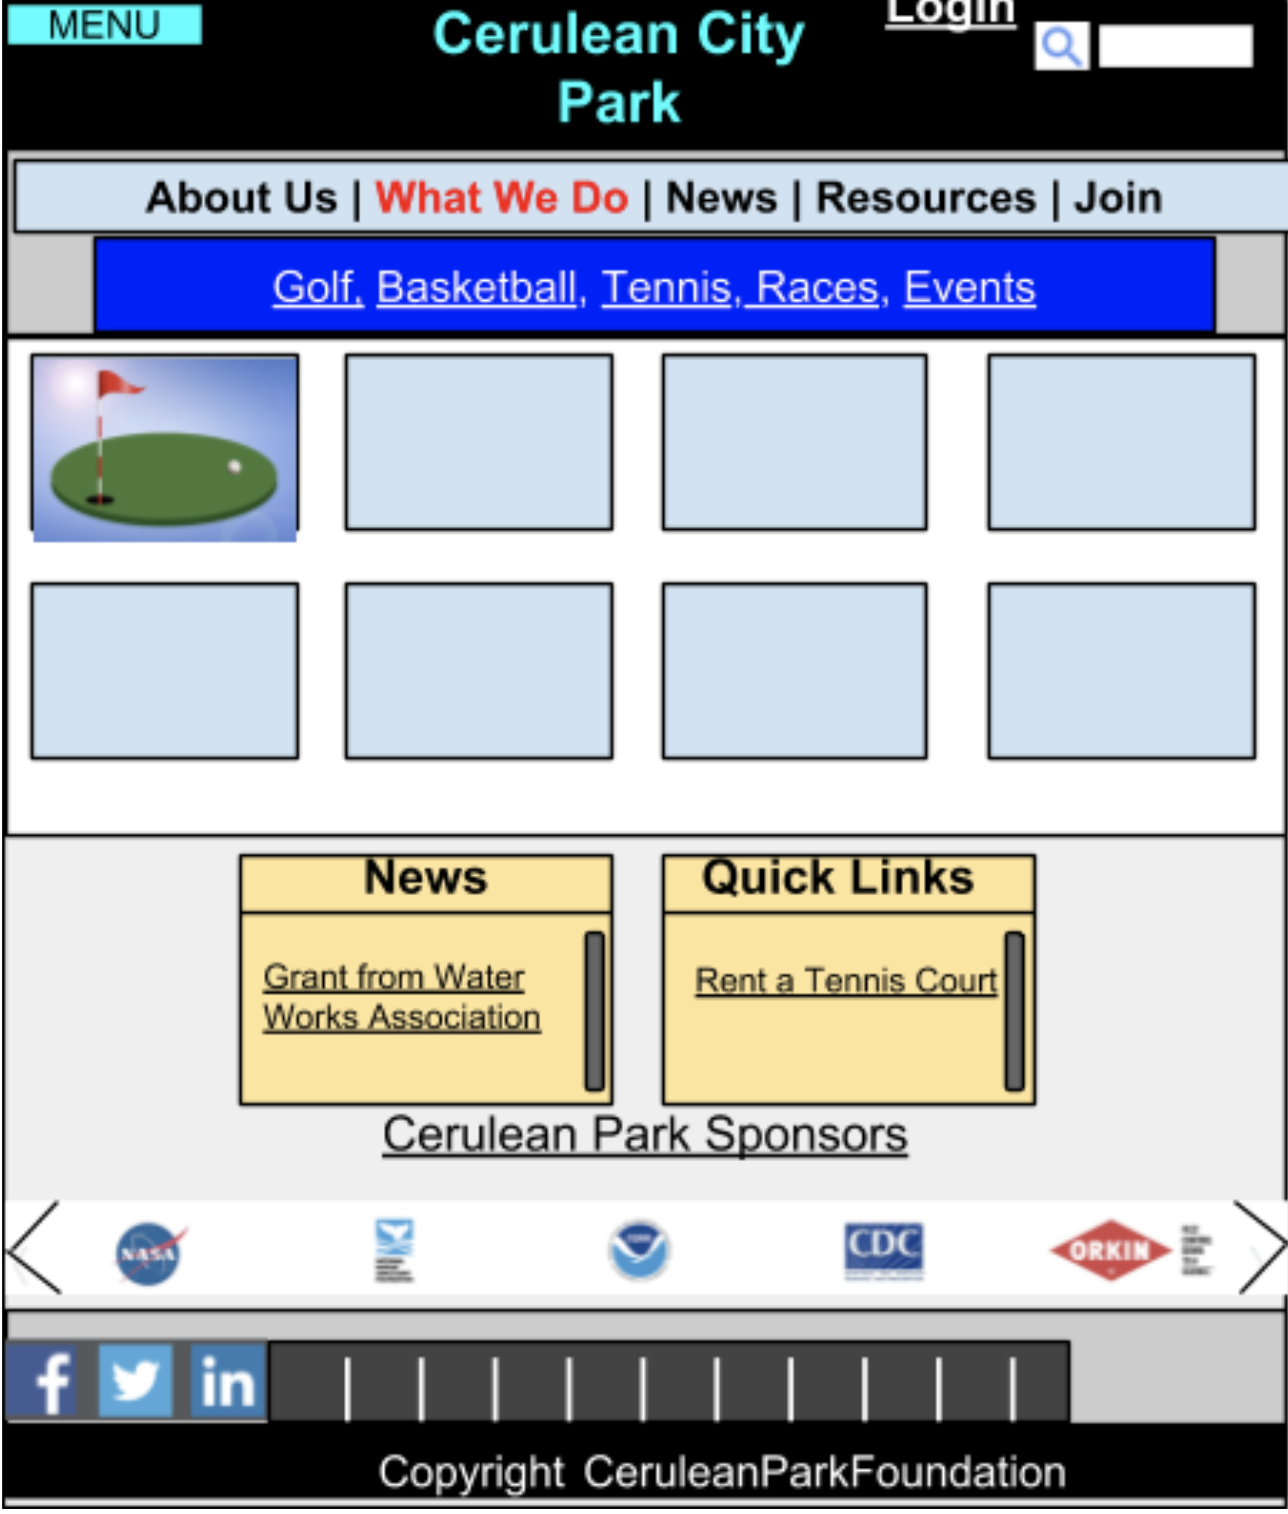 MENU
Cerulean City
Park
Login
About Us | What We Do | News | Resources | Join
Golf, Basketball, Tennis, Races, Events
News
Grant from Water
Works Association
Quick Links
Rent a Tennis Court
Cerulean Park Sponsors
NASA
CDC
ORKIN
f
in
Copyright CeruleanParkFoundation